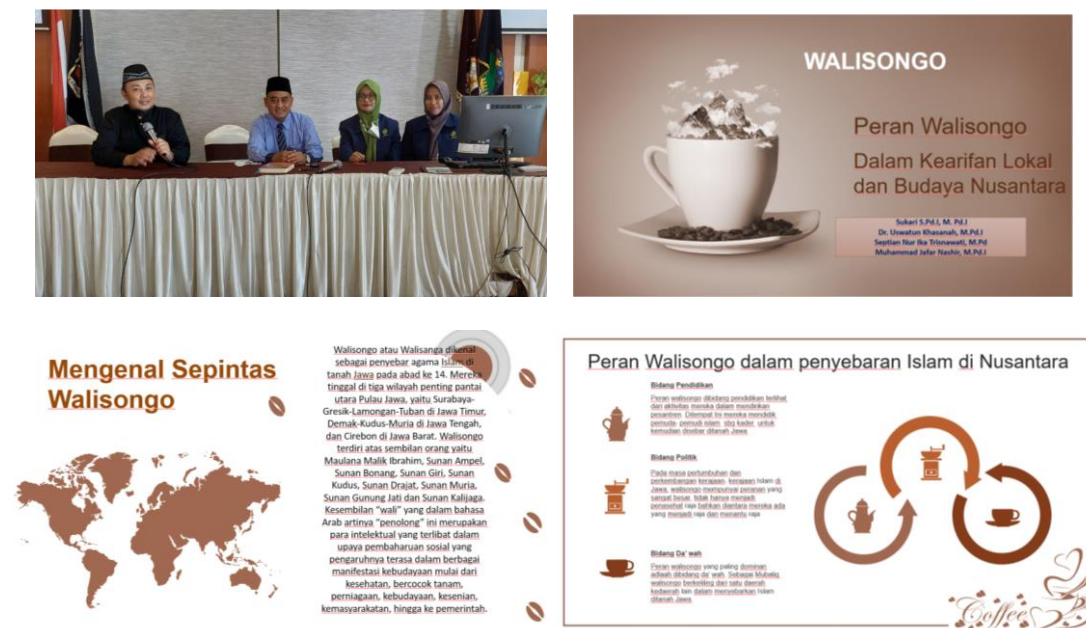 WALISONGO
Peran Walisongo
Dalam Kearifan Lokal
dan Budaya Nusantara
Sukari S.Pd.I, M. Pd.I
Dr. Uswatun Khasanah, M.Pd.I
Septian Nur Ika Trisnawati, M.Pd
Muhammad Jafar Nashir, M.Pd.I
Mengenal Sepintas
Walisongo
Walisongo atau Walisanga dikenal
sebagai penyebar agama Islam di
tanah Jawa pada abad ke 14. Mereka
tinggal di tiga wilayah penting pantai
utara Pulau Jawa, yaitu Surabaya-
Gresik-Lamongan-Tuban di Jawa Timur,
Demak-Kudus-Muria di Jawa Tengah,
dan Cirebon di Jawa Barat. Walisongo
terdiri atas sembilan orang yaitu
Maulana Malik Ibrahim, Sunan Ampel,
Sunan Bonang, Sunan Giri, Sunan
Kudus, Sunan Drajat, Sunan Muria,
Sunan Gunung Jati dan Sunan Kalijaga.
Kesembilan "wali" yang dalam bahasa
Arab artinya "penolong" ini merupakan
para intelektual yang terlibat dalam
upaya pembaharuan sosial yang
pengaruhnya terasa dalam berbagai
manifestasi kebudayaan mulai dari
kesehatan, bercocok tanam,
perniagaan, kebudayaan, kesenian,
kemasyarakatan, hingga ke pemerintah.
Peran Walisongo dalam penyebaran Islam di Nusantara
Bidang Pendidikan
Peran walisongo dibidang pendidikan terlihat
dari aktivitas mereka dalam mendirikan
pesantren. Ditempat Ini mereka mendidik
pemuda- pemudi islam sbg kader untuk
kemudian disebar ditanah Jawa
Bidang Politik
Pada masa pertumbuhan dan
perkembangan kerajaan- kerajaan Islam di
Jawa, walisongo mempunyai peranan yang
sangat besar, tidak hanya menjadi
penasehat raja bahkan diantara mereka ada
yang menjadi raja dan menantu raja
Bidang Da' wah
Peran walisongo yang paling dominan
adlaah dibidang da' wah. Sebagai Mubaliq
walisongo berkeliling dari satu daerah
kedaerah lain dalam menyebarkan Islam
ditanah Jawa
Coffee